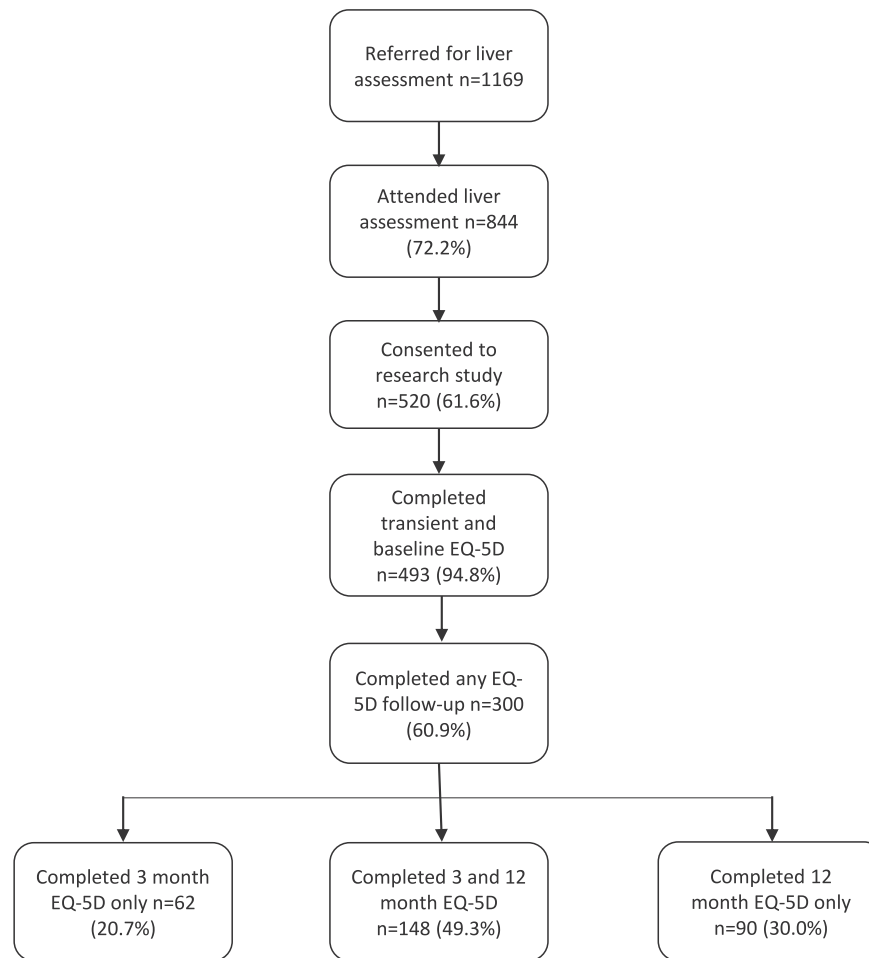 Referred for liver
assessment n=1169
Attended liver
assessment n=844
(72.2%)
Consented to
research study
n=520 (61.6%)
Completed
transient and
baseline EQ-5D
n=493 (94.8%)
Completed any EQ-
5D follow-up n=300
(60.9%)
Completed 3 month
EQ-5D only n=62
(20.7%)
Completed 3 and 12
month EQ-5D
n=148 (49.3%)
Completed 12
month EQ-5D only
n=90 (30.0%)